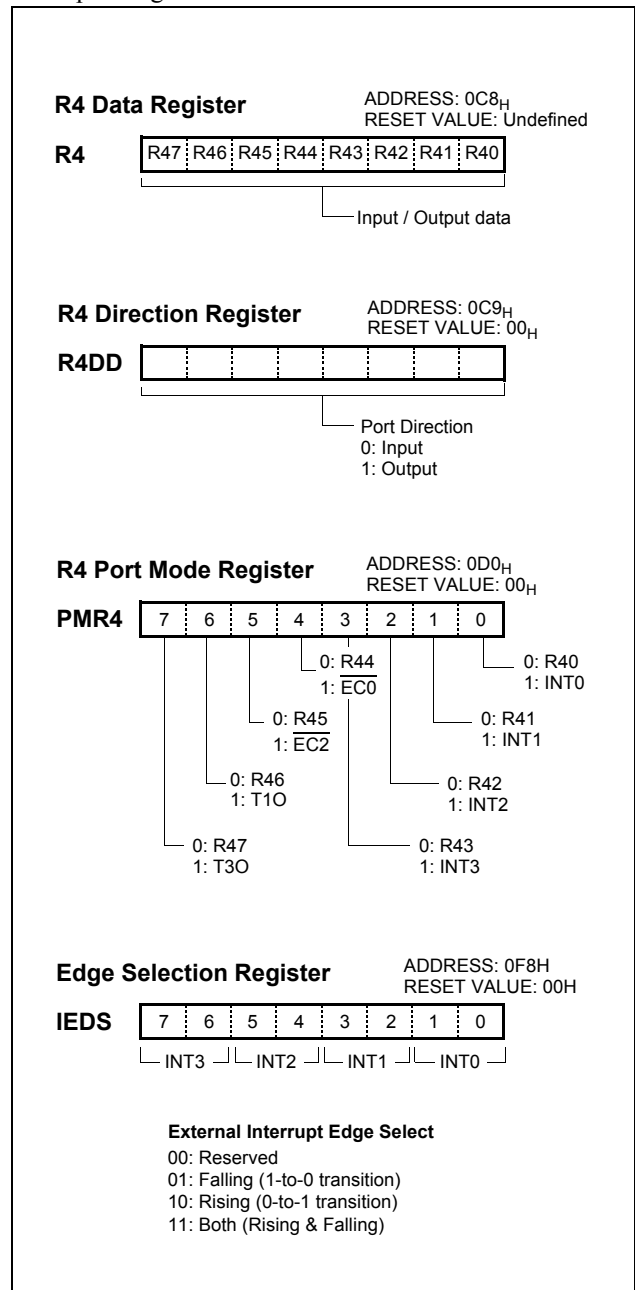 R4 Data Register
ADDRESS: 0C8H
RESET VALUE: Undefined
R4 R47 R46 R45 R44 R43 R42 R41 R40
Input / Output data
R4 Direction Register
ADDRESS: 0C9H
RESET VALUE: 00H
R4DD
Port Direction
0: Input
1: Output
R4 Port Mode Register
ADDRESS: 0D0H
RESET VALUE: 00H
PMR4 7 6 5 4 3 2 1 0
0: R44
1: EC0
0: R40
1: INT0
0: R45
1: EC2
0: R41
1: INT1
0: R46
1: T1O
0: R42
1: INT2
0: R47
1: T3O
0: R43
1: INT3
Edge Selection Register
ADDRESS: 0F8H
RESET VALUE: 00H
IEDS 7 6 5 4 3 2 1 0
INT3 INT2 INT1 INT0
External Interrupt Edge Select
00: Reserved
01: Falling (1-to-0 transition)
10: Rising (0-to-1 transition)
11: Both (Rising & Falling)